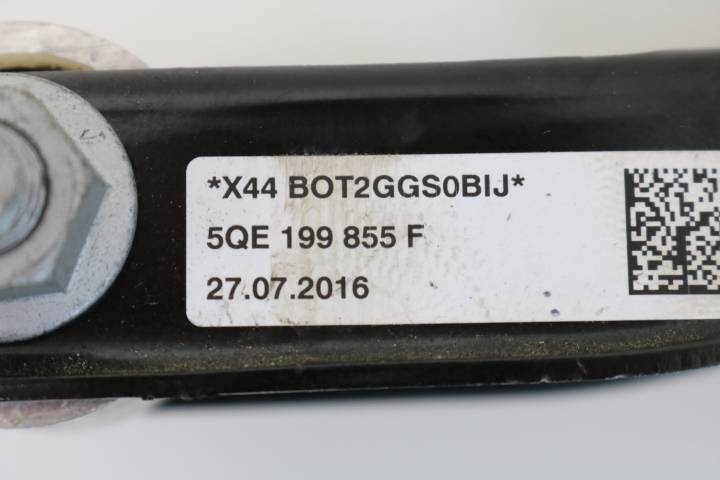 *X44 BOT2GGS0BIJ*
5QE 199 855 F
27.07.2016